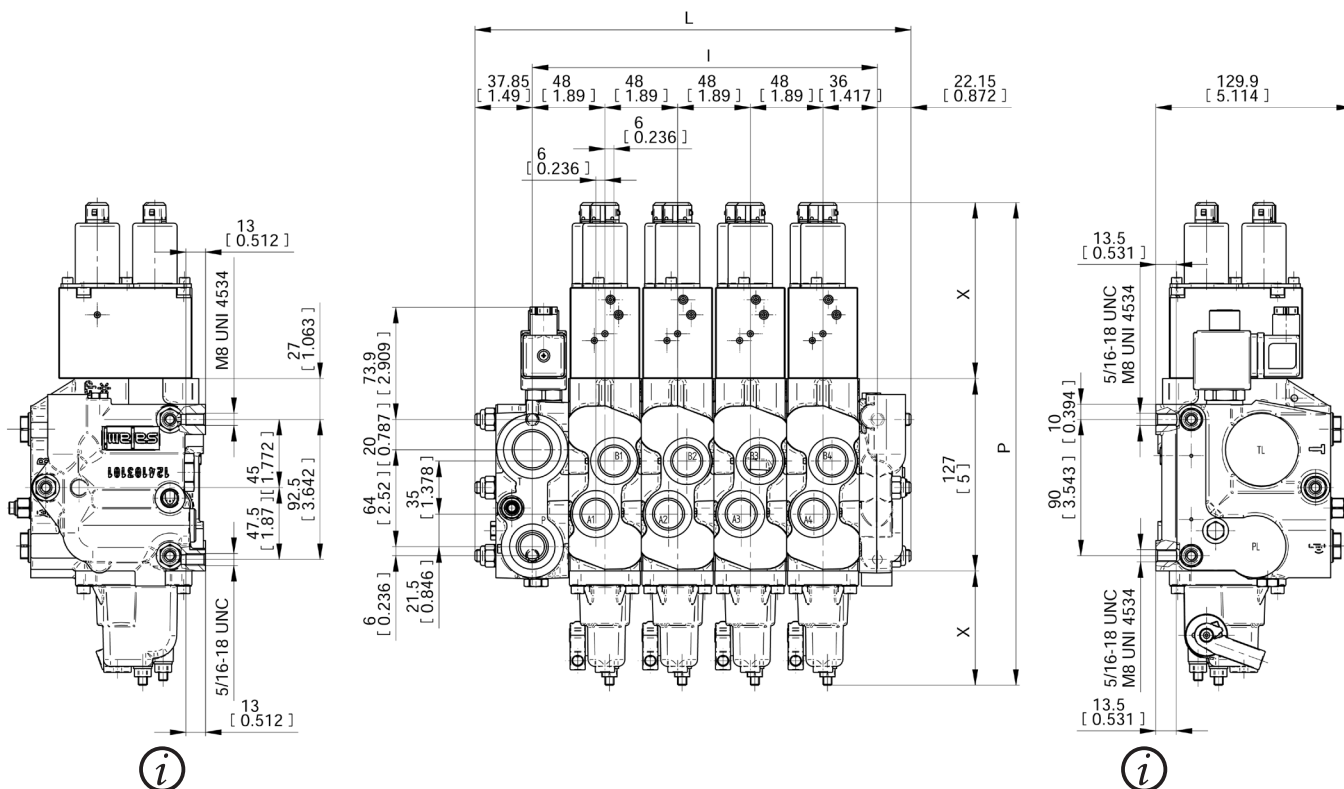 L
I
37.85
[ 1.49 ]
48
[ 1.89 ]
48
[ 1.89 ]
48
[ 1.89 ]
48
[ 1.89 ]
36
[ 1.417 ]
22.15
[ 0.872 ]
129.9
[ 5.114 ]
6
[ 0.236 ]
6
[ 0.236 ]
13
[ 0.512 ]
M8 UNI 4534
27
[ 1.063 ]
45
[ 1.772 ]
47.5
[ 1.87 ]
92.5
[ 3.642 ]
124103101
5/16-18 UNC
13
[ 0.512 ]
73.9
[ 2.909 ]
20
[ 0.787 ]
64
[ 2.52 ]
35
[ 1.378 ]
6
[ 0.236 ]
21.5
[ 0.846 ]
T
P
B1
B2
B3
B4
A1
A2
A3
A4
X
127
[ 5 ]
X
P
13.5
[ 0.531 ]
5/16-18 UNC
M8 UNI 4534
10
[ 0.394 ]
90
[ 3.543 ]
TL
T
PL
5/16-18 UNC
M8 UNI 4534
13.5
[ 0.531 ]
i
i